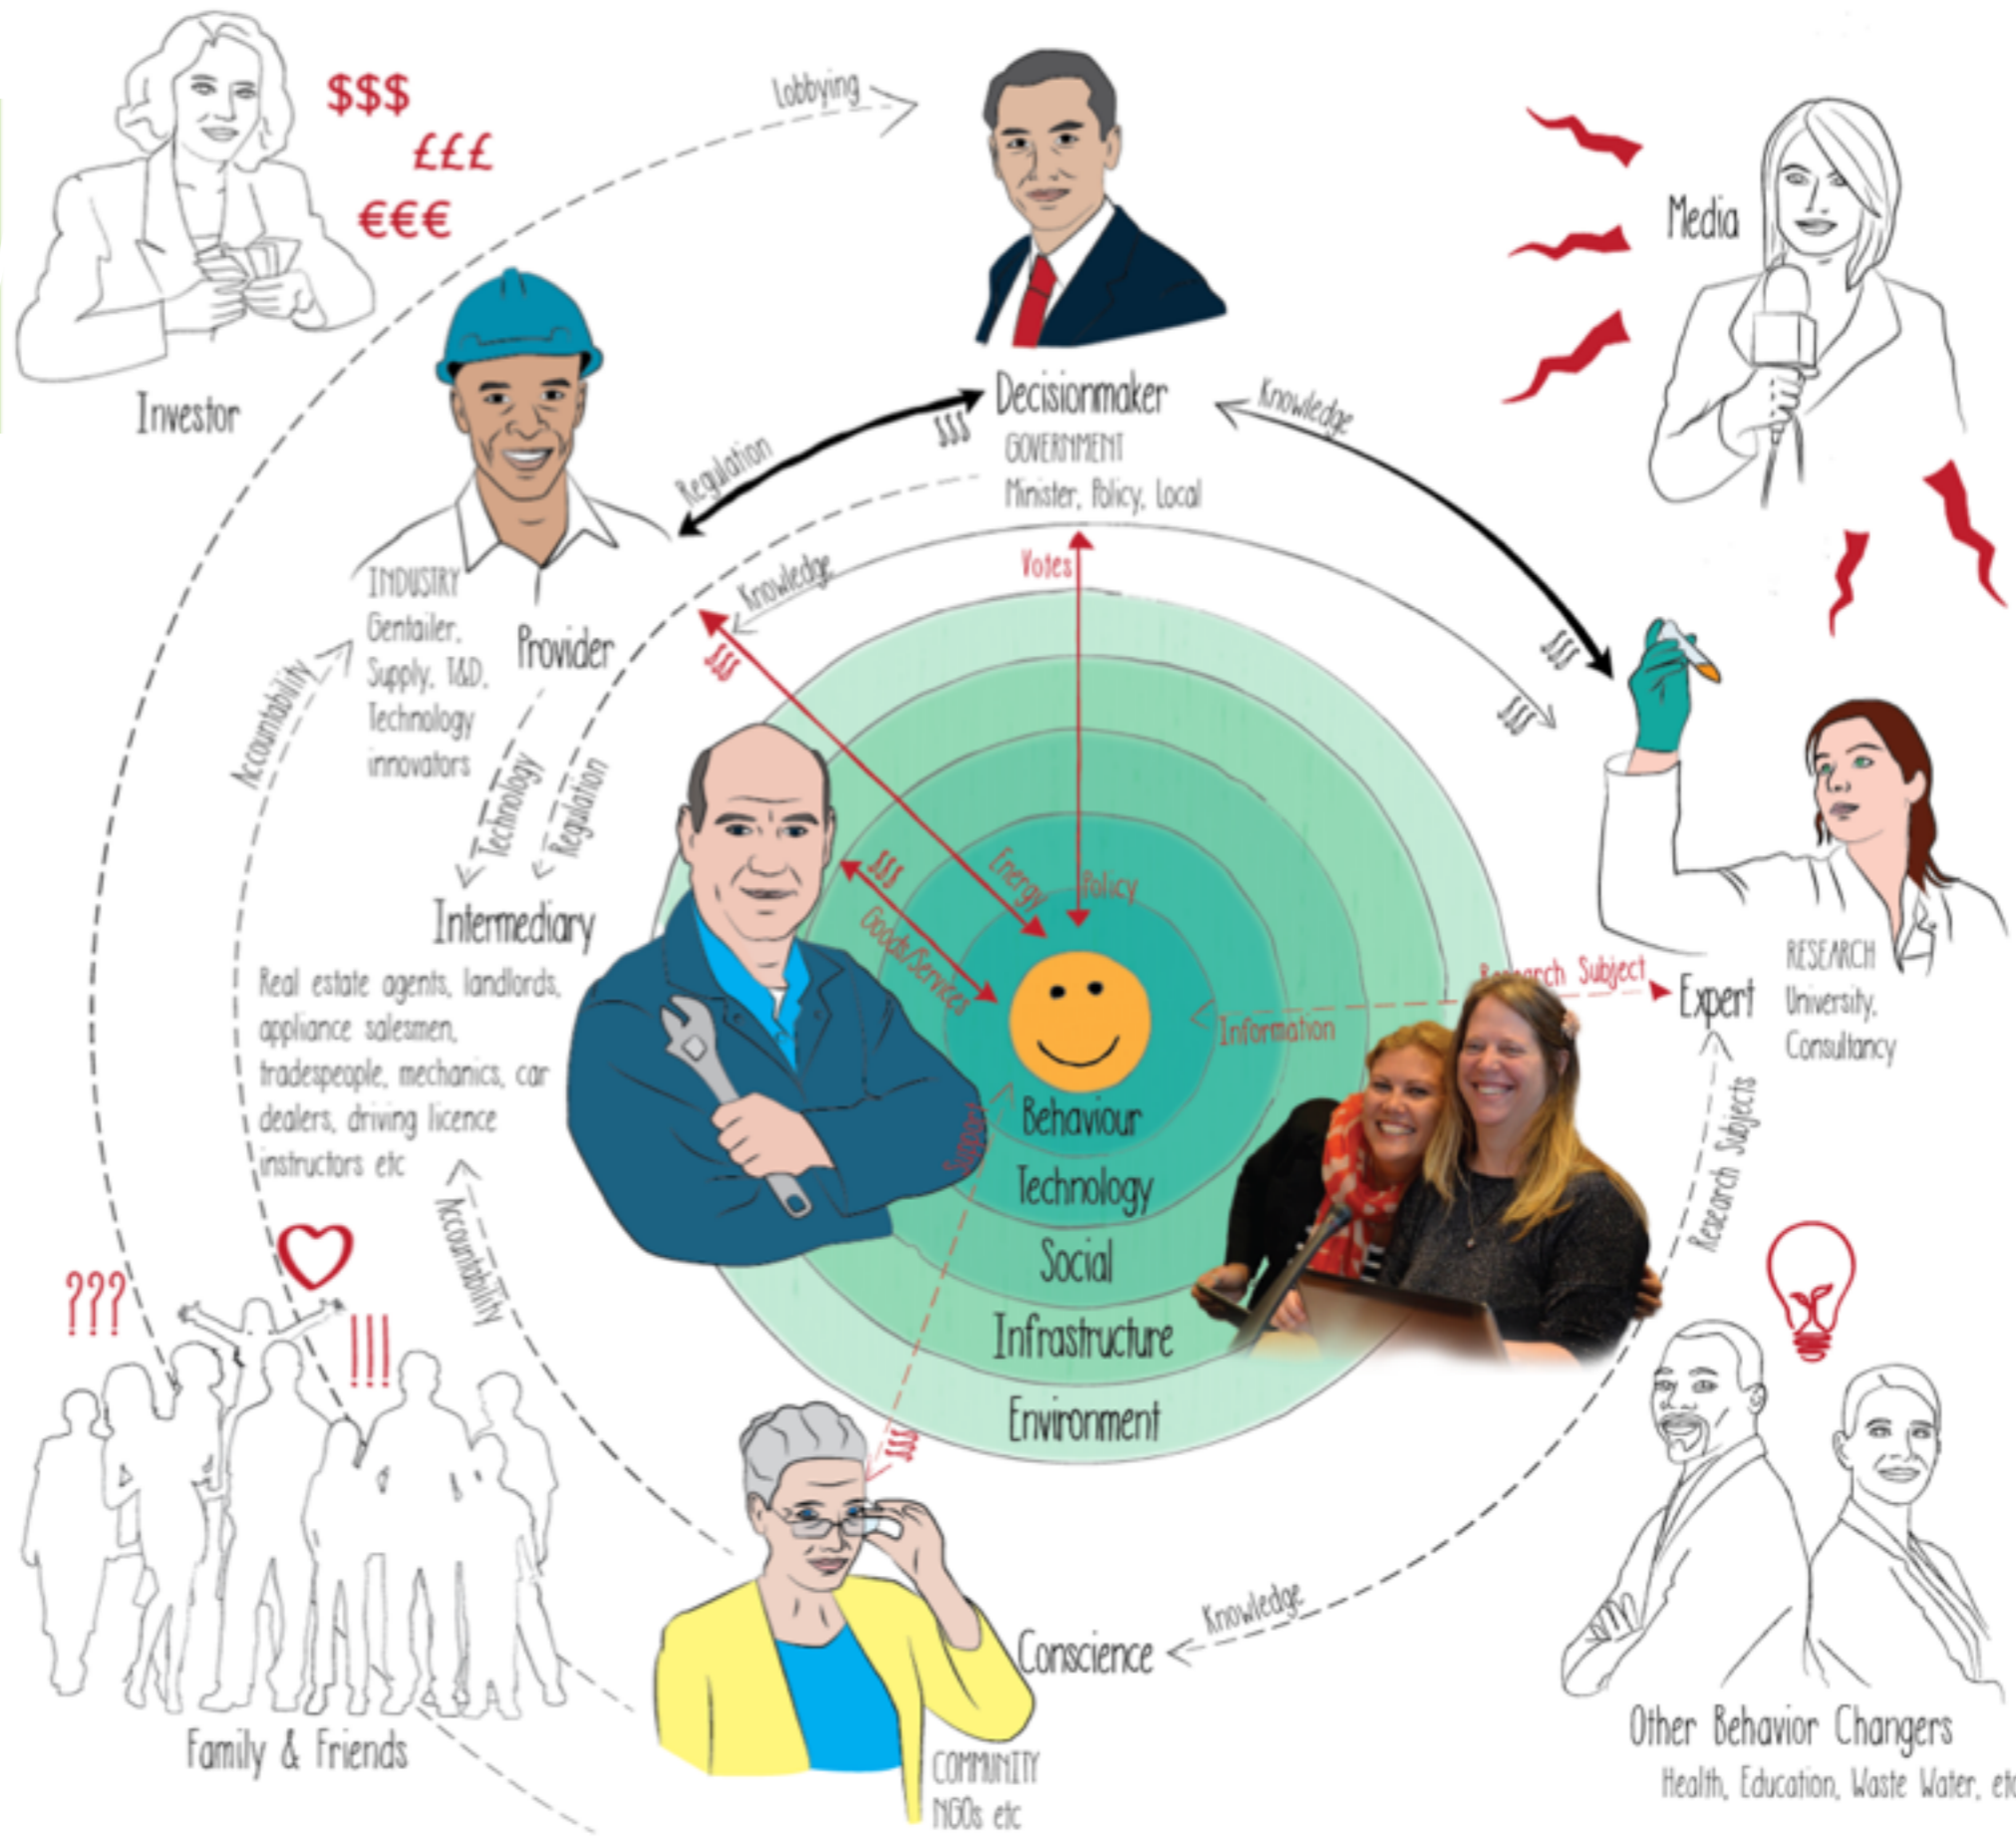 $$$
£££
€€€
Investor
Lobbying
Media
Decisionmaker
GOVERNMENT
Minister, Policy, Local
Regulation
$$$
Knowledge
$$$
INDUSTRY
Gentailer,
Supply, T&D,
Technology
innovators
Provider
Accountability
Technology
Regulation
Knowledge
$$$
Votes
Policy
$$$
Energy
$$$
Goods/Services
Intermediary
Real estate agents, landlords,
appliance salesmen,
tradespeople, mechanics, car
dealers, driving licence
instructors etc
Accountability
Subject
Information
Expert
RESEARCH
University,
Consultancy
Research Subjects
Support
$$$
Behaviour
Technology
Social
Infrastructure
Environment
???
!!!
Family & Friends
Conscience
COMMUNITY
NGOs etc
Knowledge
Other Behavior Changers
Health, Education, Waste Water, etc